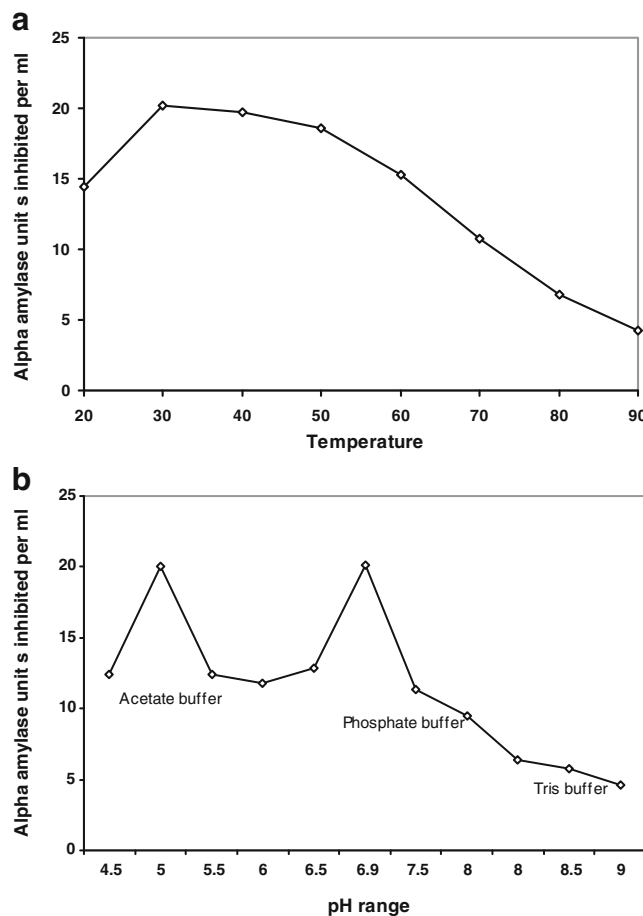 a
Alpha amylase unit s inhibited per ml
25
20
15
10
5
0
20 30 40 50 60 70 80 90
Temperature
b
Alpha amylase unit s inhibited per ml
25
20
15
10
5
0
Acetate buffer
Phosphate buffer
Tris buffer
4.5 5 5.5 6 6.5 6.9 7.5 8 8 8.5 9
pH range